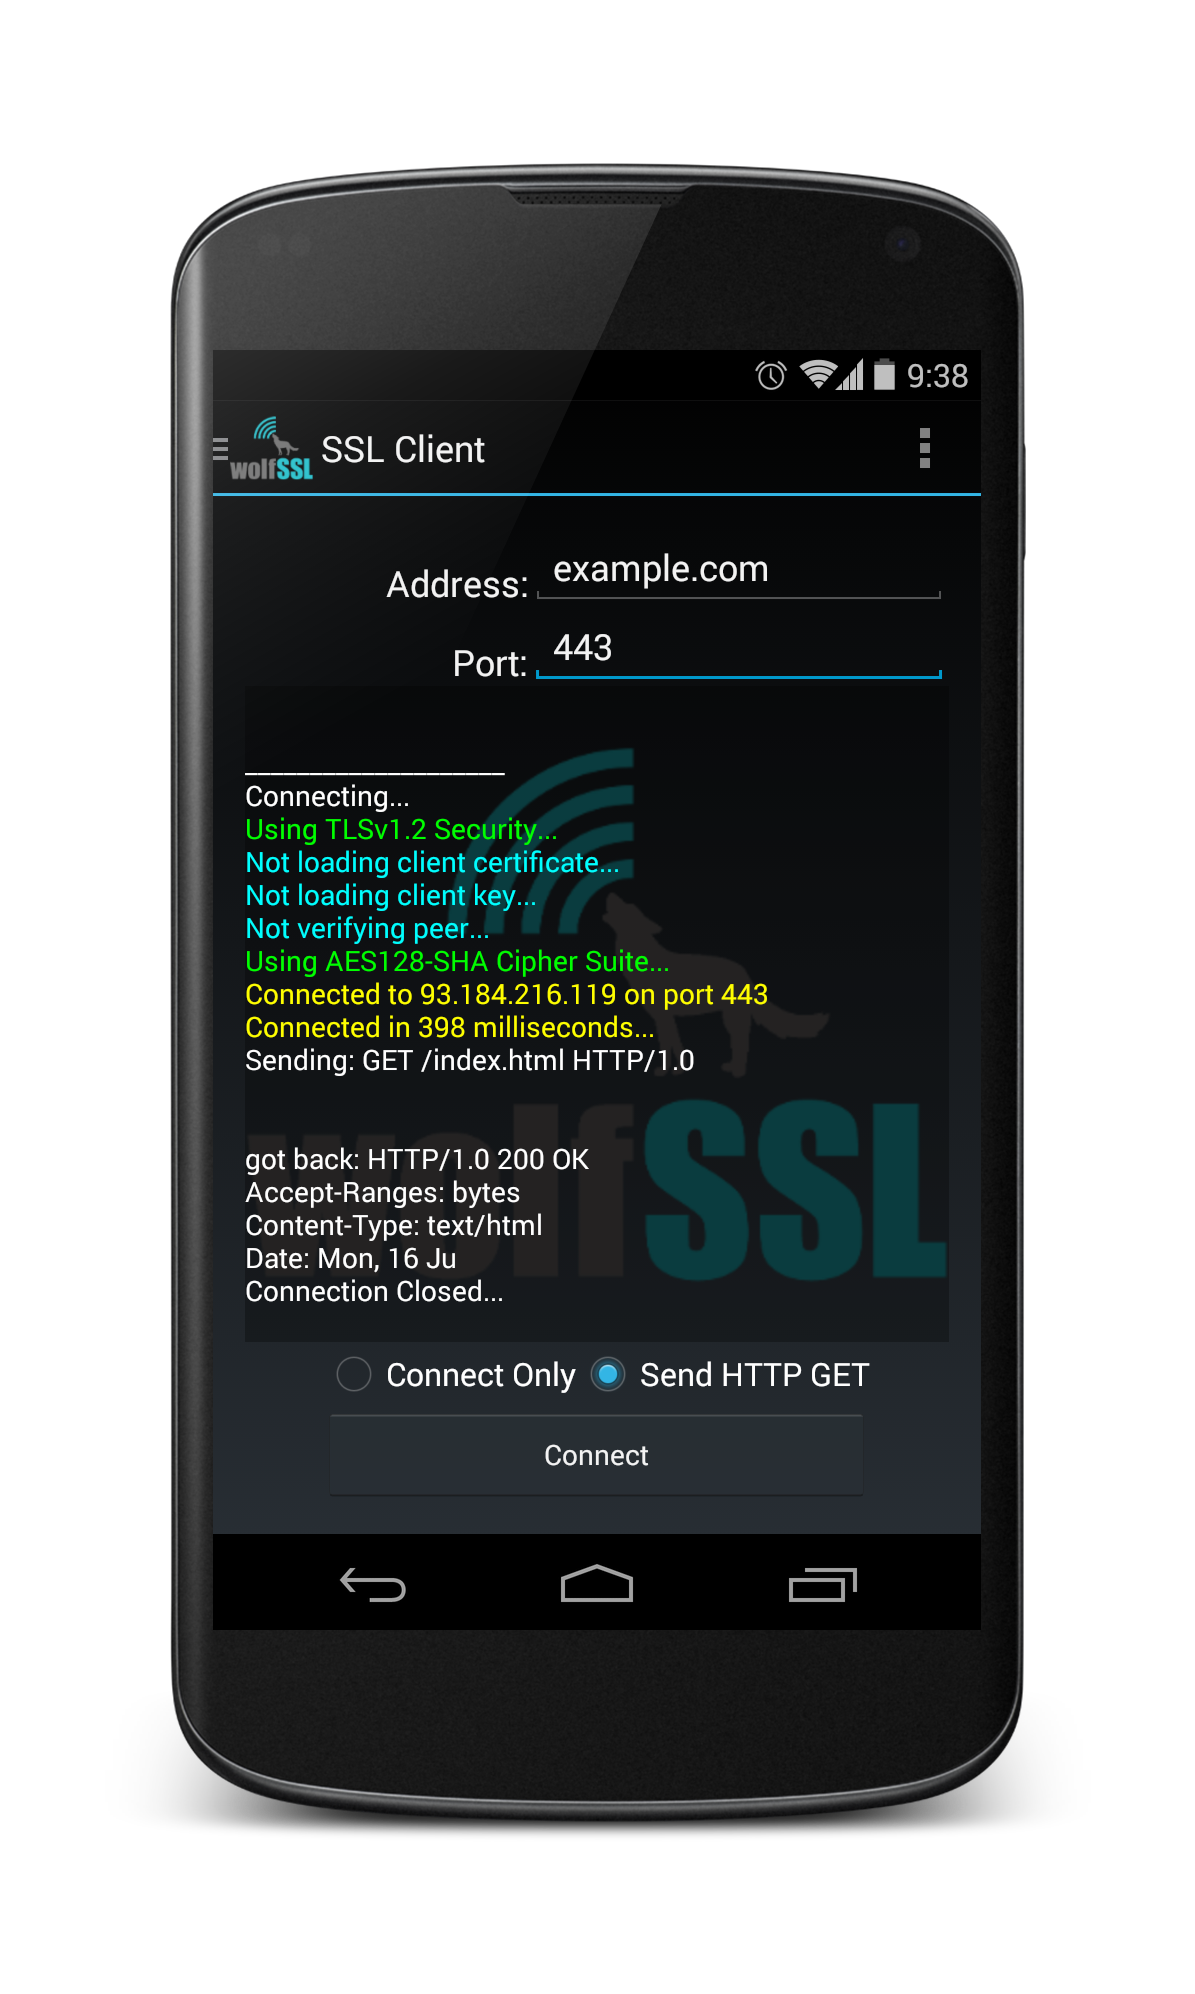 9:38
wolfSSL SSL Client
Address: example.com
Port: 443
____________________
Connecting...
Using TLSv1.2 Security...
Not loading client certificate...
Not loading client key...
Not verifying peer...
Using AES128-SHA Cipher Suite...
Connected to 93.184.216.119 on port 443
Connected in 398 milliseconds...
Sending: GET /index.html HTTP/1.0
got back: HTTP/1.0 200 OK
Accept-Ranges: bytes
Content-Type: text/html
Date: Mon, 16 Ju
Connection Closed...
wolfSSL
Connect Only Send HTTP GET
Connect